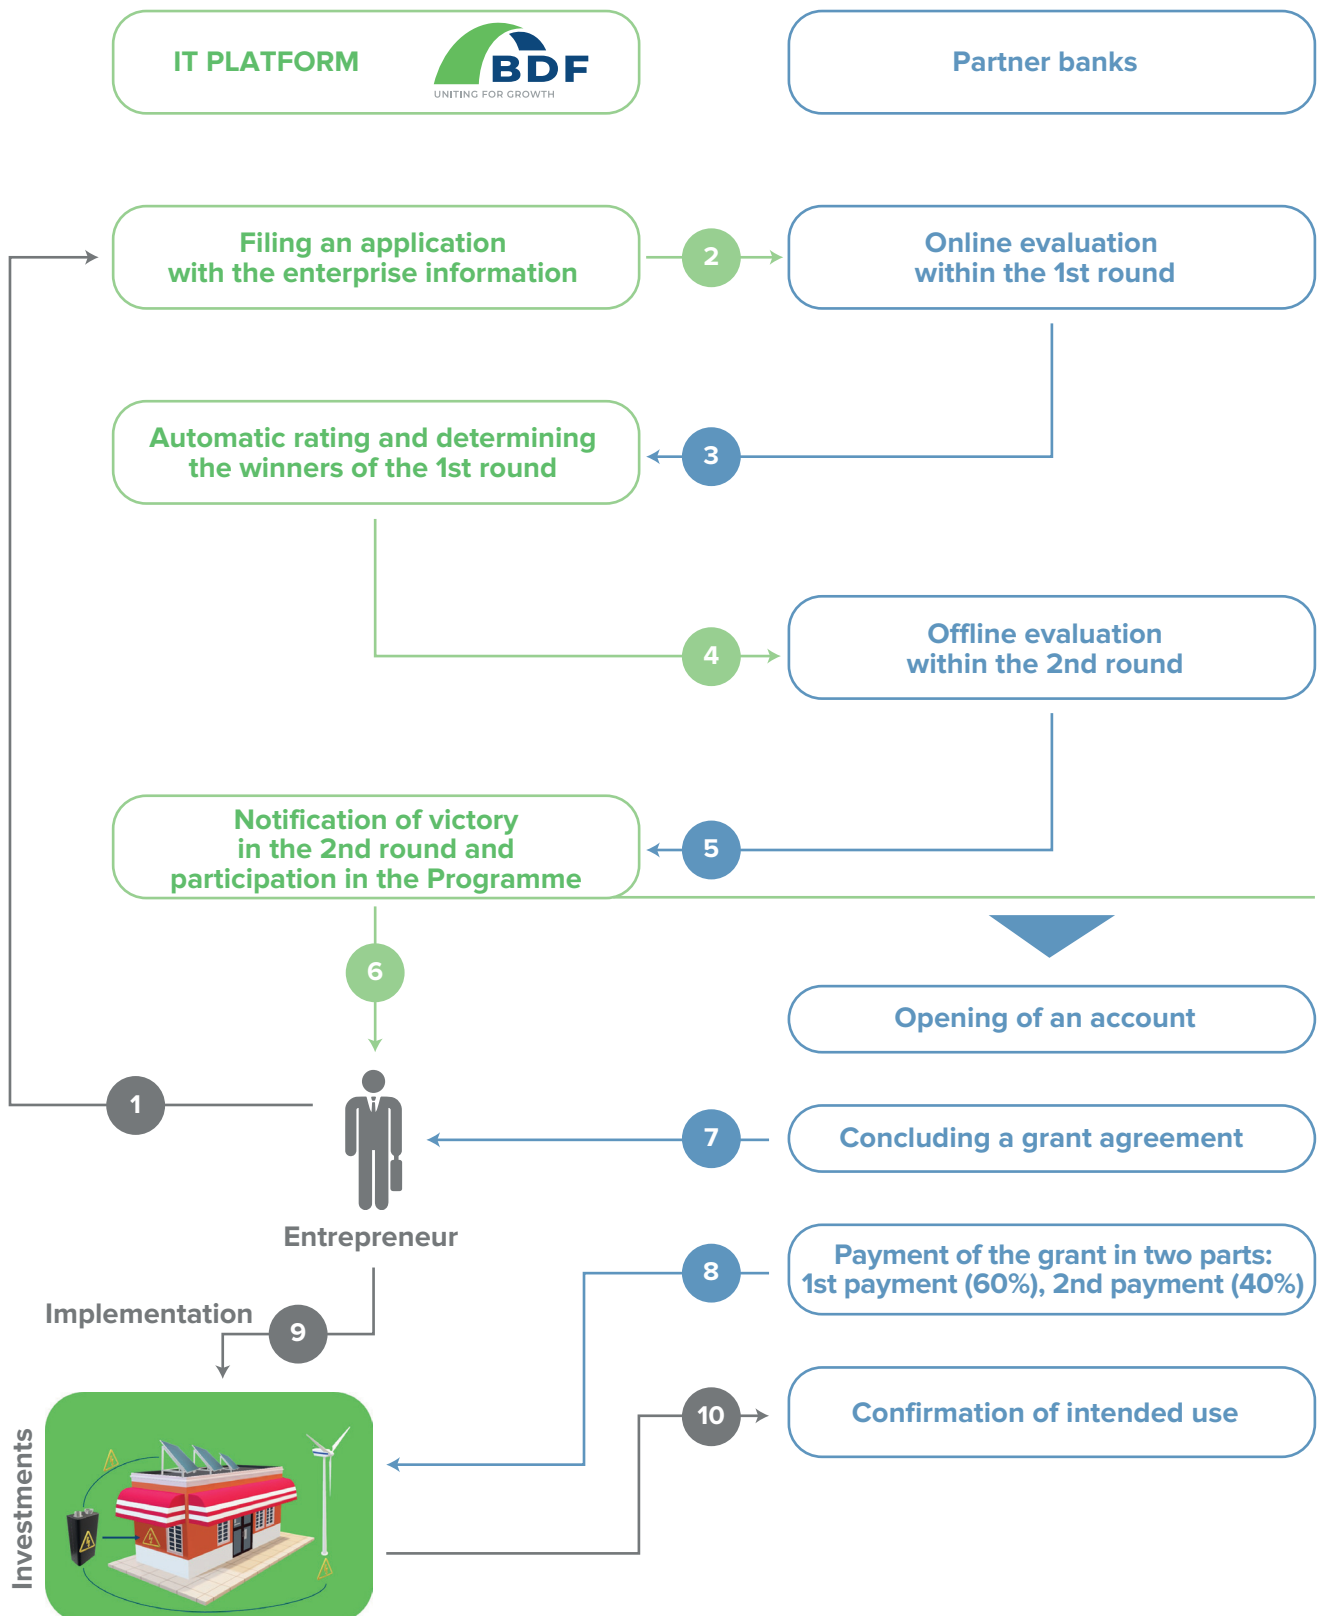 IT PLATFORM
BDF
UNITING FOR GROWTH
Partner banks
Filing an application
with the enterprise information
2
Online evaluation
within the 1st round
Automatic rating and determining
the winners of the 1st round
3
4
Offline evaluation
within the 2nd round
Notification of victory
in the 2nd round and
participation in the Programme
5
6
Opening of an account
1
7
Concluding a grant agreement
Entrepreneur
8
Payment of the grant in two parts:
1st payment (60%), 2nd payment (40%)
Implementation
9
10
Confirmation of intended use
Investments